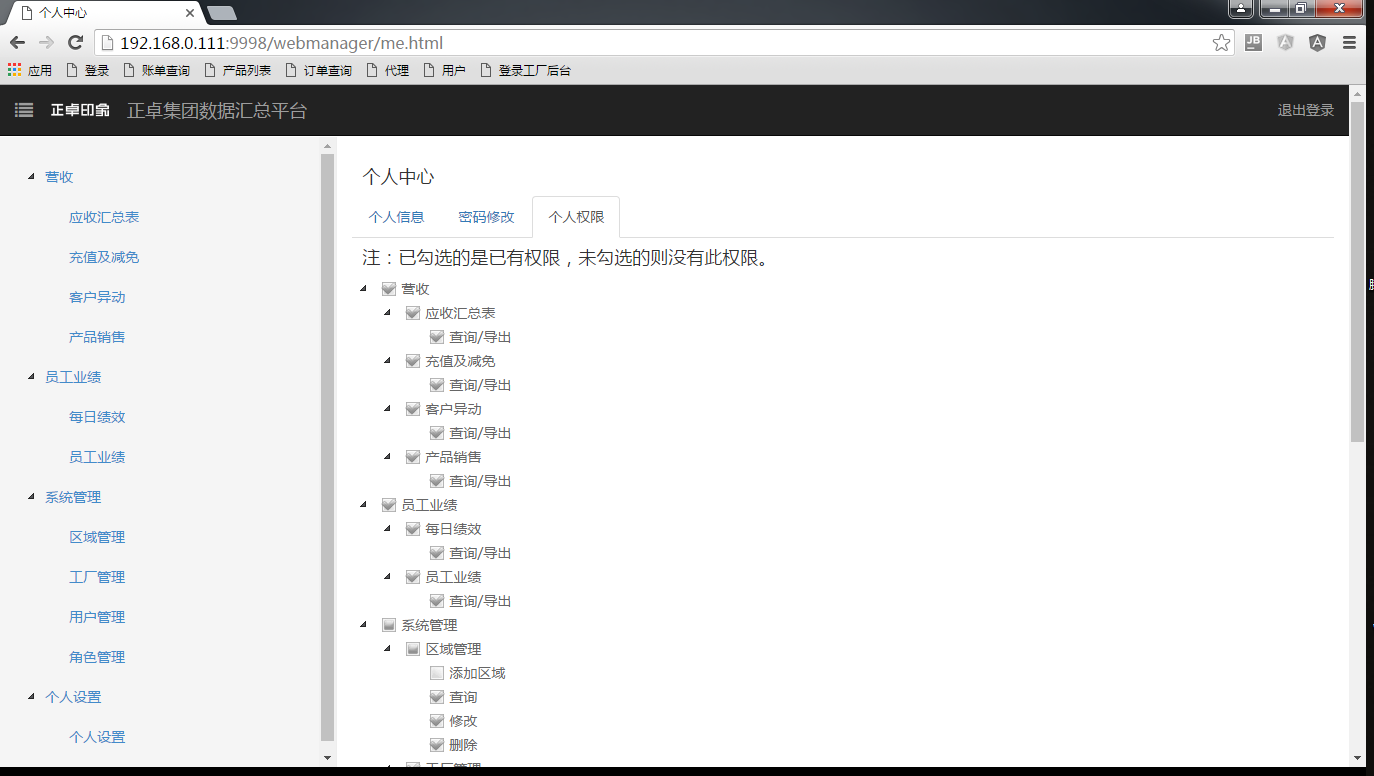 个人中心
192.168.0.111:9998/webmanager/me.html
JB
应用 登录 账单查询 产品列表 订单查询 代理 用户 登录工厂后台
正卓印象 正卓集团数据汇总平台 退出登录
营收
应收汇总表
充值及减免
客户异动
产品销售
员工业绩
每日绩效
员工业绩
系统管理
区域管理
工厂管理
用户管理
角色管理
个人设置
个人设置
个人中心
个人信息 密码修改 个人权限
注：已勾选的是已有权限，未勾选的则没有此权限。
营收
应收汇总表
查询/导出
充值及减免
查询/导出
客户异动
查询/导出
产品销售
查询/导出
员工业绩
每日绩效
查询/导出
员工业绩
查询/导出
系统管理
区域管理
添加区域
查询
修改
删除
工厂管理